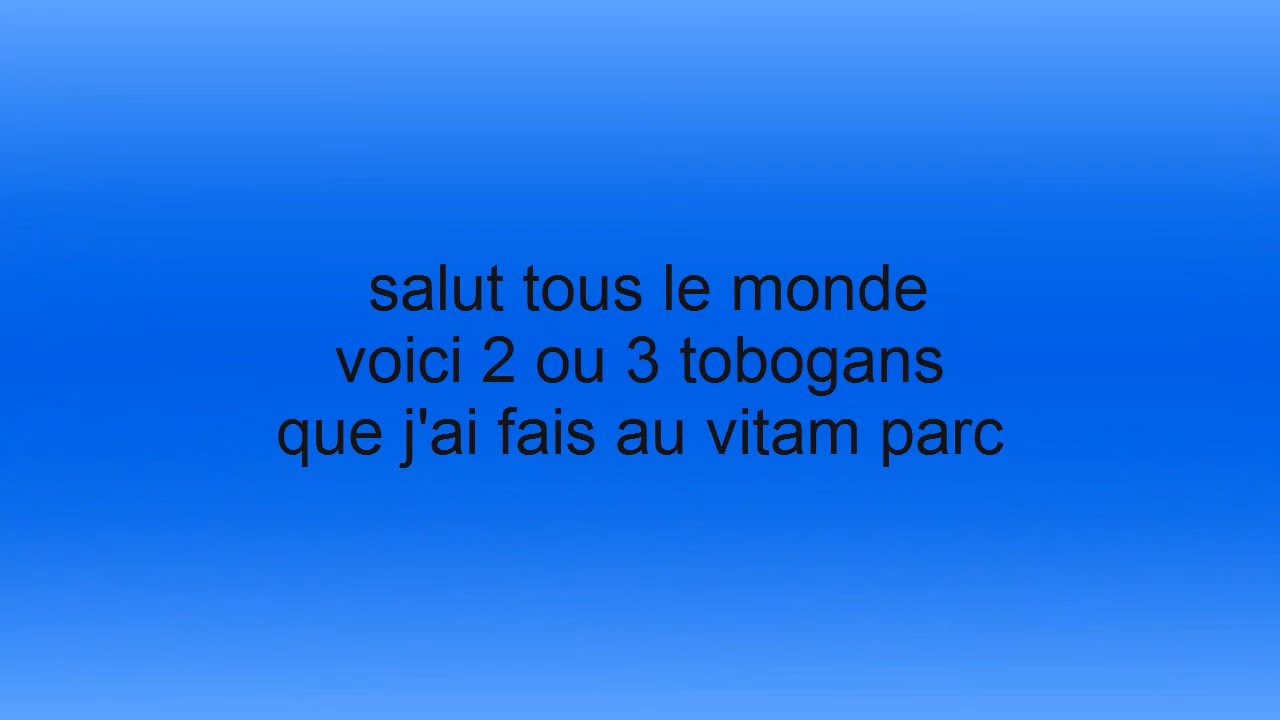 salut tous le monde
voici 2 ou 3 tobogans
que j'ai fais au vitam parc